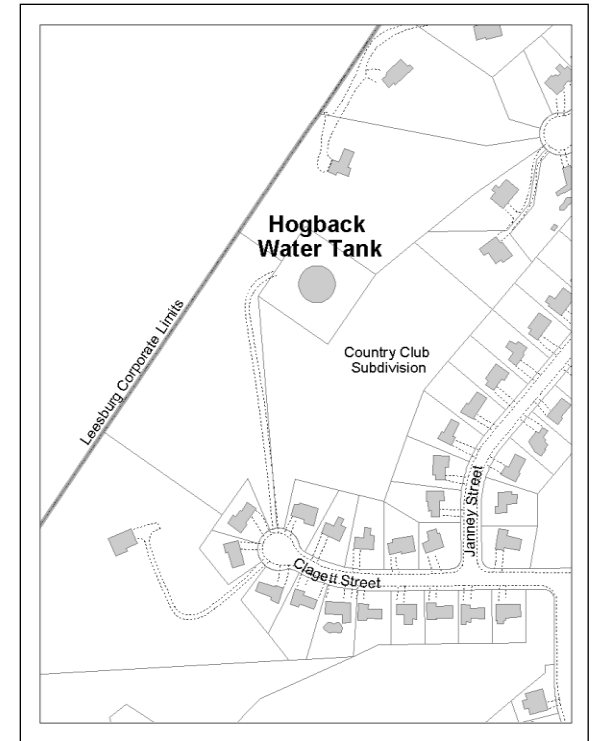 Hogback
Water Tank
Leesburg Corporate Limits
Country Club
Subdivision
Janney Street
Clagett Street